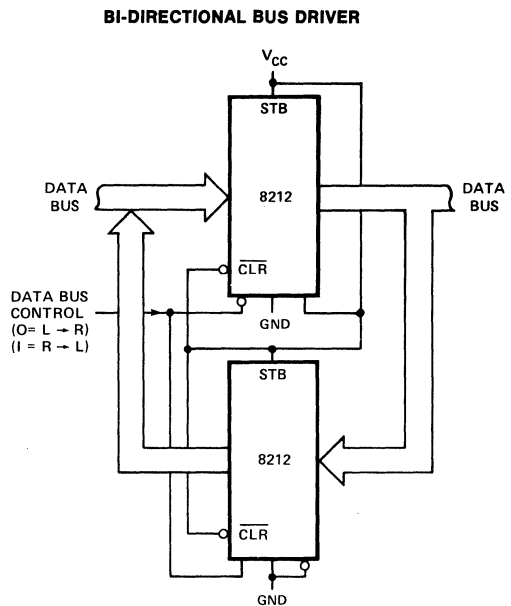 BI-DIRECTIONAL BUS DRIVER
VCC
STB
DATA
BUS
8212
DATA
BUS
CLR
DATA BUS
CONTROL
(O= L → R)
(I = R → L)
GND
STB
8212
CLR
GND